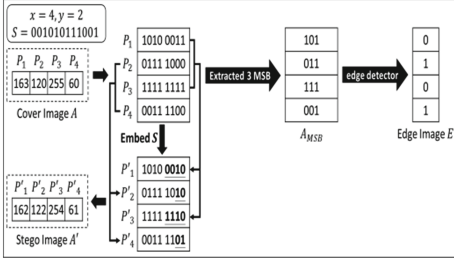 x = 4, y = 2
S = 001010111001
P₁ P₂ P₃ P₄
163 120 255 60
Cover Image A
P₁ 1010 0011
P₂ 0111 1000
P₃ 1111 1111
P₄ 0011 1100
Extracted 3 MSB
101
011
111
001
A_MSB
edge detector
0
1
0
1
Edge Image E
Embed S
P'₁ 1010 0010
P'₂ 0111 1010
P'₃ 1111 1110
P'₄ 0011 1101
P'₁ P'₂ P'₃ P'₄
162 122 254 61
Stego Image A'